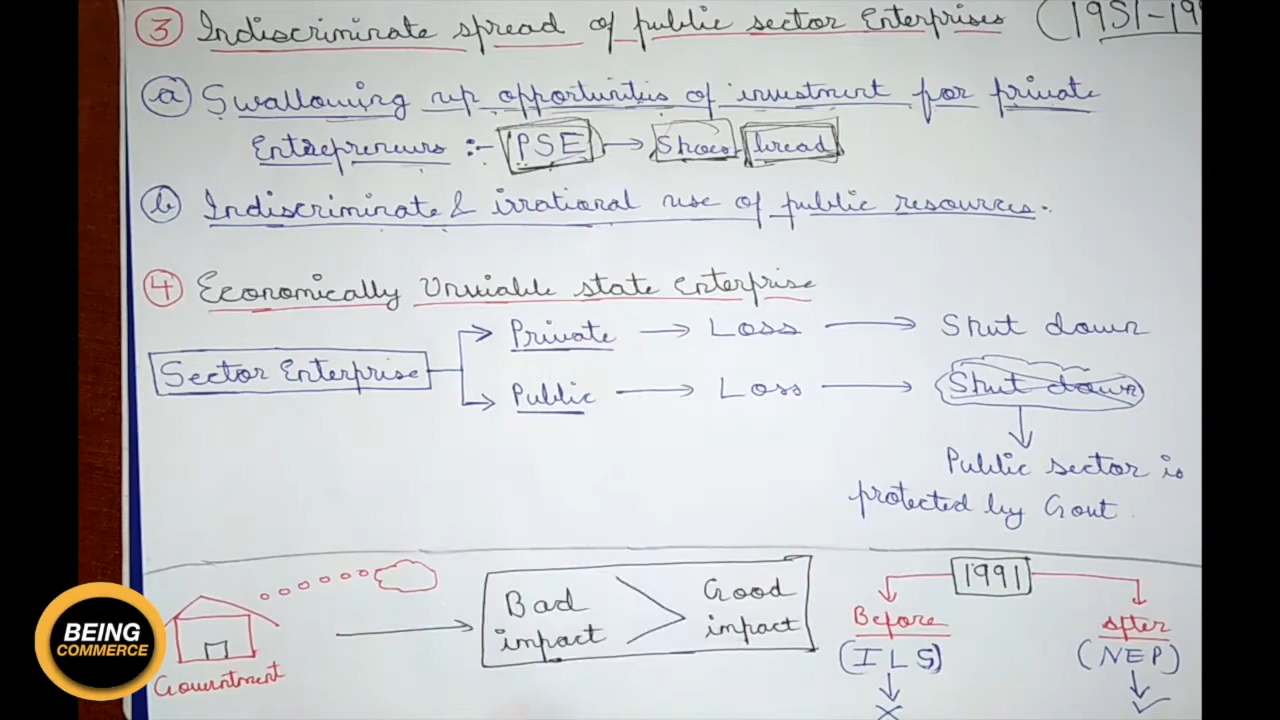 ③ Indiscriminate spread of public sector Enterprises (1951-19
ⓐ Swallowing up opportunities of investment for private
Entrepreneurs :- PSE → Shoes bread
ⓑ Indiscriminate & irrational use of public resources.
④ Economically Unviable state Enterprise
Sector Enterprise
Private → Loss → Shut down
Public → Loss → Shut down
Public sector is
protected by Govt.
Government
Bad impact > Good impact
1991
Before
(ILS)
✗
after
(NEP)
✓
BEING
COMMERCE